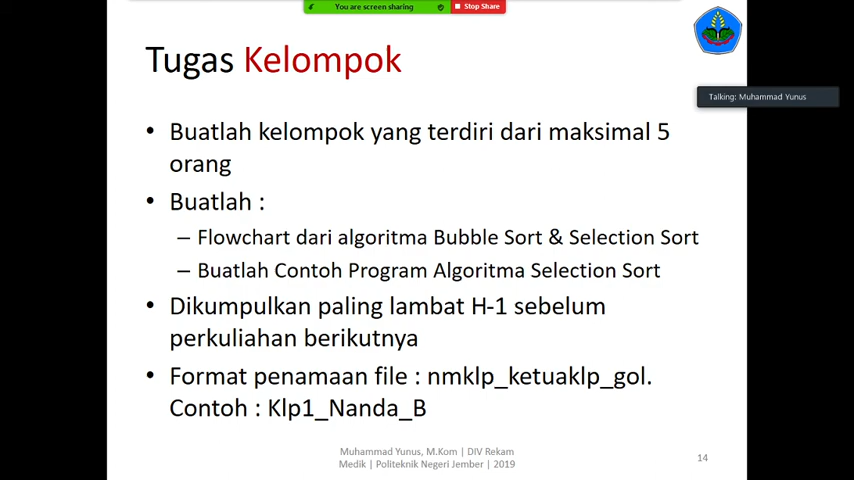 You are screen sharing
Stop Share
Tugas Kelompok
Talking: Muhammad Yunus
• Buatlah kelompok yang terdiri dari maksimal 5
orang
• Buatlah :
– Flowchart dari algoritma Bubble Sort & Selection Sort
– Buatlah Contoh Program Algoritma Selection Sort
• Dikumpulkan paling lambat H-1 sebelum
perkuliahan berikutnya
• Format penamaan file : nmklp_ketuaklp_gol.
Contoh : Klp1_Nanda_B
Muhammad Yunus, M.Kom | DIV Rekam
Medik | Politeknik Negeri Jember | 2019
14